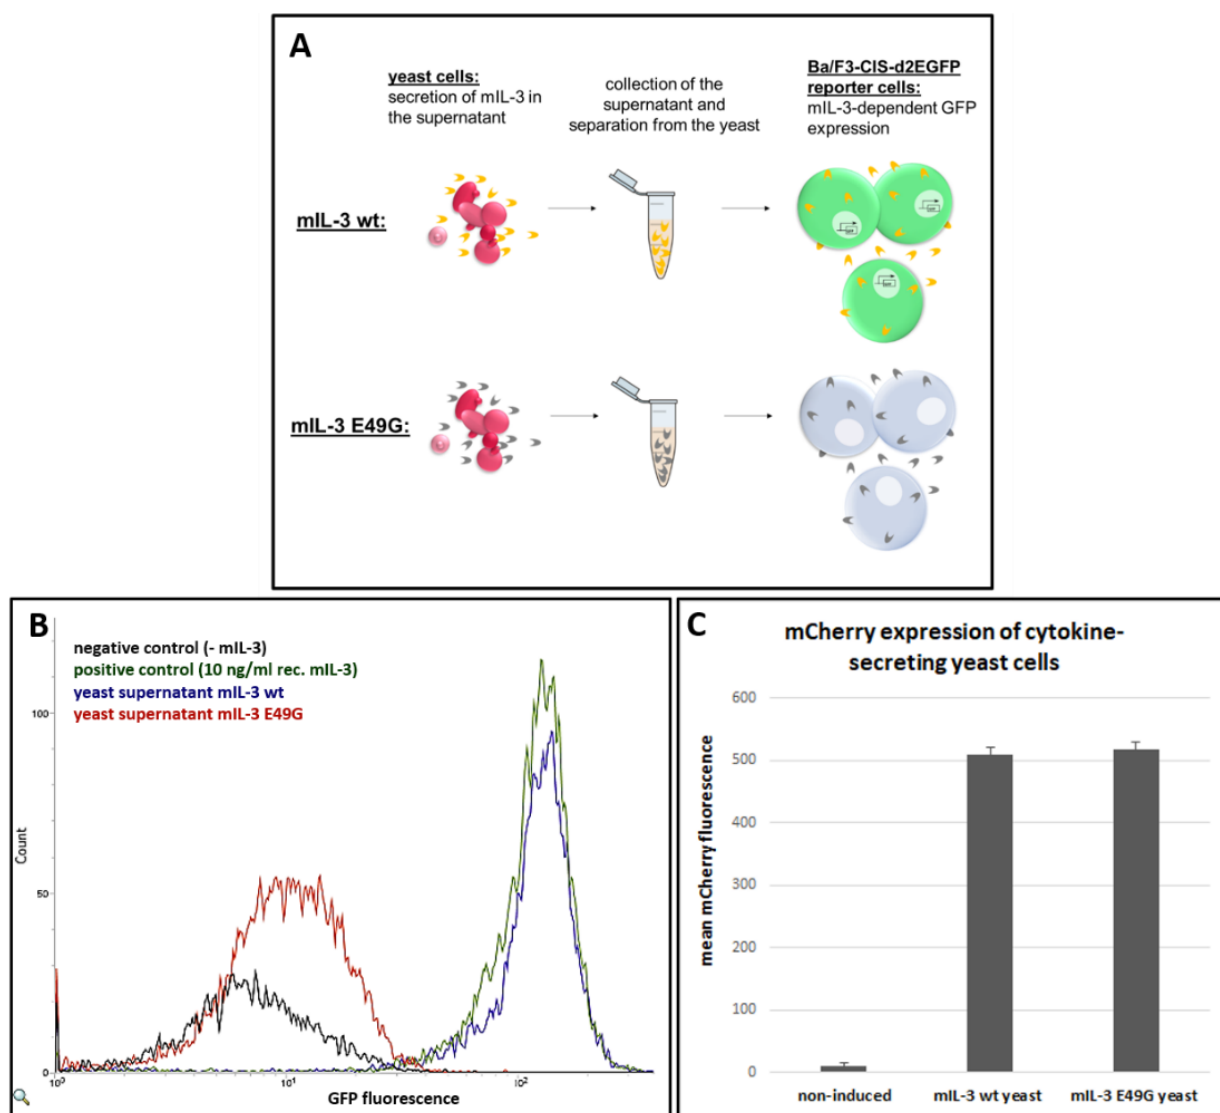 A
yeast cells:
secretion of mIL-3 in
the supernatant
collection of the
supernatant and
separation from the yeast
Ba/F3-CIS-d2EGFP
reporter cells:
mIL-3-dependent GFP
expression
mIL-3 wt:
mIL-3 E49G:
B
negative control (- mIL-3)
positive control (10 ng/ml rec. mIL-3)
yeast supernatant mIL-3 wt
yeast supernatant mIL-3 E49G
100
50
0
Count
10⁰
10¹
10²
GFP fluorescence
C
mCherry expression of cytokine-
secreting yeast cells
mean mCherry fluorescence
600
500
400
300
200
100
0
non-induced
mIL-3 wt yeast
mIL-3 E49G yeast